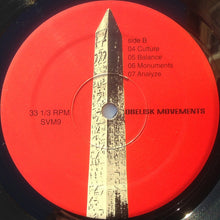 side.B
04 Culture
05 Balance
06 Monuments
07 Analyze
33 1/3 RPM
SVM9
OBELISK MOVEMENTS